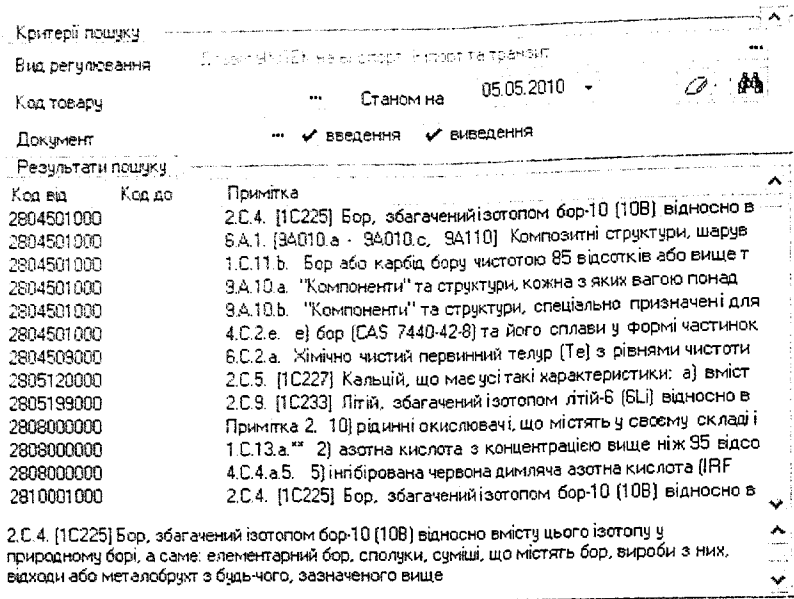 Критерії пошуку
Вид регулювання на експорт, імпорт та транзит ...
Код товару ... Станом на 05.05.2010
Документ ... ✔ введення ✔ виведення
Результати пошуку
Код від Код до Примітка
2804501000 2.C.4. [1C225] Бор, збагачений ізотопом бор-10 (10B) відносно в
2804501000 6.A.1. [9A010.a - 9A010.c, 9A110] Композитні структури, шарув
2804501000 1.C.11.b. Бор або карбід бору чистотою 85 відсотків або вище т
2804501000 9.A.10.a. "Компоненти" та структури, кожна з яких вагою понад
2804501000 9.A.10.b. "Компоненти" та структури, спеціально призначені для
2804501000 4.C.2.e. е) бор (CAS 7440-42-8) та його сплави у формі частинок
2804509000 6.C.2.a. Хімічно чистий первинний телур (Te) з рівнями чистоти
2805120000 2.C.5. [1C227] Кальцій, що має усі такі характеристики: а) вміст
2805199000 2.C.9. [1C233] Літій, збагачений ізотопом літій-6 (6Li) відносно в
2808000000 Примітка 2. 10) рідинні окислювачі, що містять у своєму складі і
2808000000 1.C.13.a.** 2) азотна кислота з концентрацією вище ніж 95 відсо
2808000000 4.C.4.a.5. 5) інгібірована червона димляча азотна кислота (IRF
2810001000 2.C.4. [1C225] Бор, збагачений ізотопом бор-10 (10B) відносно в
2.C.4. [1C225] Бор, збагачений ізотопом бор-10 (10B) відносно вмісту цього ізотопу у
природному борі, а саме: елементарний бор, сполуки, суміші, що містять бор, вироби з них,
відходи або металобрухт з будь-чого, зазначеного вище